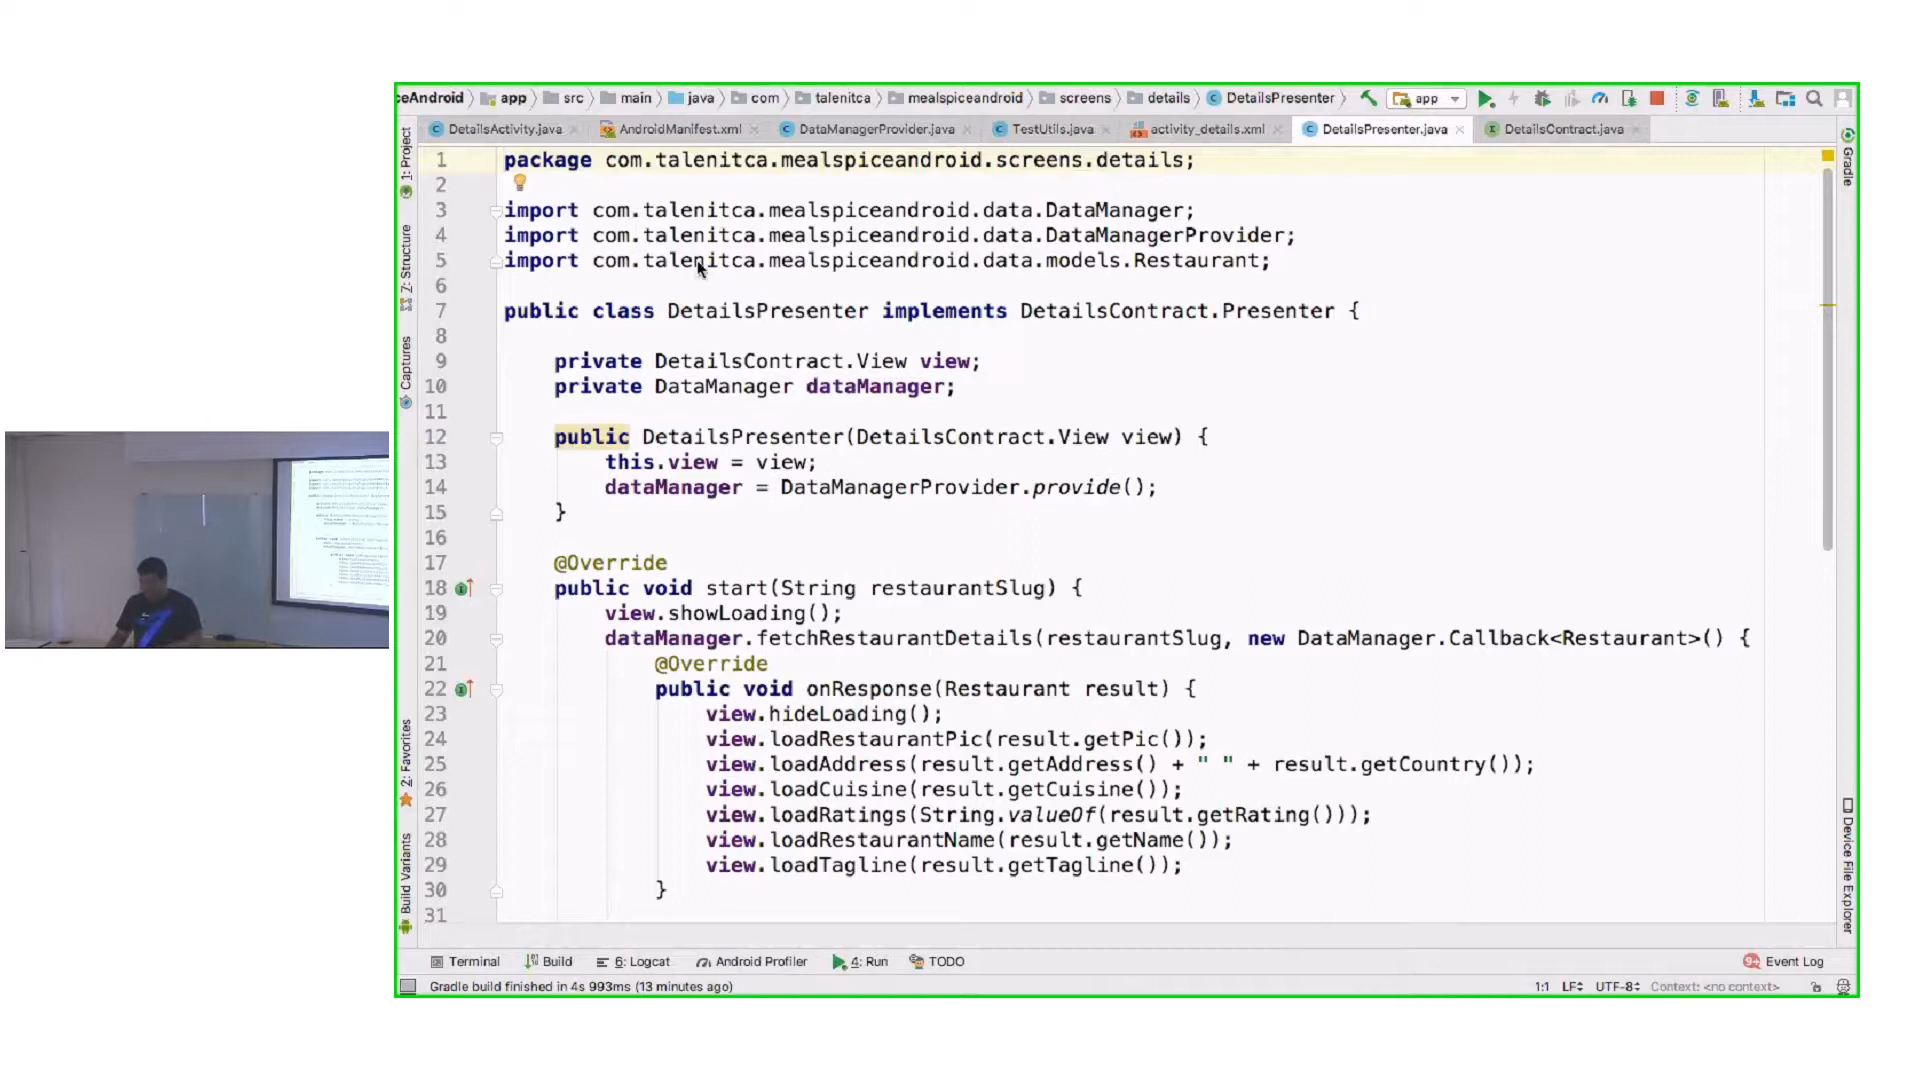 ceAndroid app src main java com talenitca mealspiceandroid screens details DetailsPresenter app
DetailsActivity.java AndroidManifest.xml DataManagerProvider.java TestUtils.java activity_details.xml DetailsPresenter.java DetailsContract.java
1: Project
7: Structure
Captures
2: Favorites
Build Variants
1 package com.talenitca.mealspiceandroid.screens.details;
2
3 import com.talenitca.mealspiceandroid.data.DataManager;
4 import com.talenitca.mealspiceandroid.data.DataManagerProvider;
5 import com.talenitca.mealspiceandroid.data.models.Restaurant;
6
7 public class DetailsPresenter implements DetailsContract.Presenter {
8
9 private DetailsContract.View view;
10 private DataManager dataManager;
11
12 public DetailsPresenter(DetailsContract.View view) {
13 this.view = view;
14 dataManager = DataManagerProvider.provide();
15 }
16
17 @Override
18 public void start(String restaurantSlug) {
19 view.showLoading();
20 dataManager.fetchRestaurantDetails(restaurantSlug, new DataManager.Callback<Restaurant>() {
21 @Override
22 public void onResponse(Restaurant result) {
23 view.hideLoading();
24 view.loadRestaurantPic(result.getPic());
25 view.loadAddress(result.getAddress() + " " + result.getCountry());
26 view.loadCuisine(result.getCuisine());
27 view.loadRatings(String.valueOf(result.getRating()));
28 view.loadRestaurantName(result.getName());
29 view.loadTagline(result.getTagline());
30 }
31
Gradle
Device File Explorer
Terminal Build 6: Logcat Android Profiler 4: Run TODO 9+ Event Log
Gradle build finished in 4s 993ms (13 minutes ago) 1:1 LF UTF-8 Context: <no context>